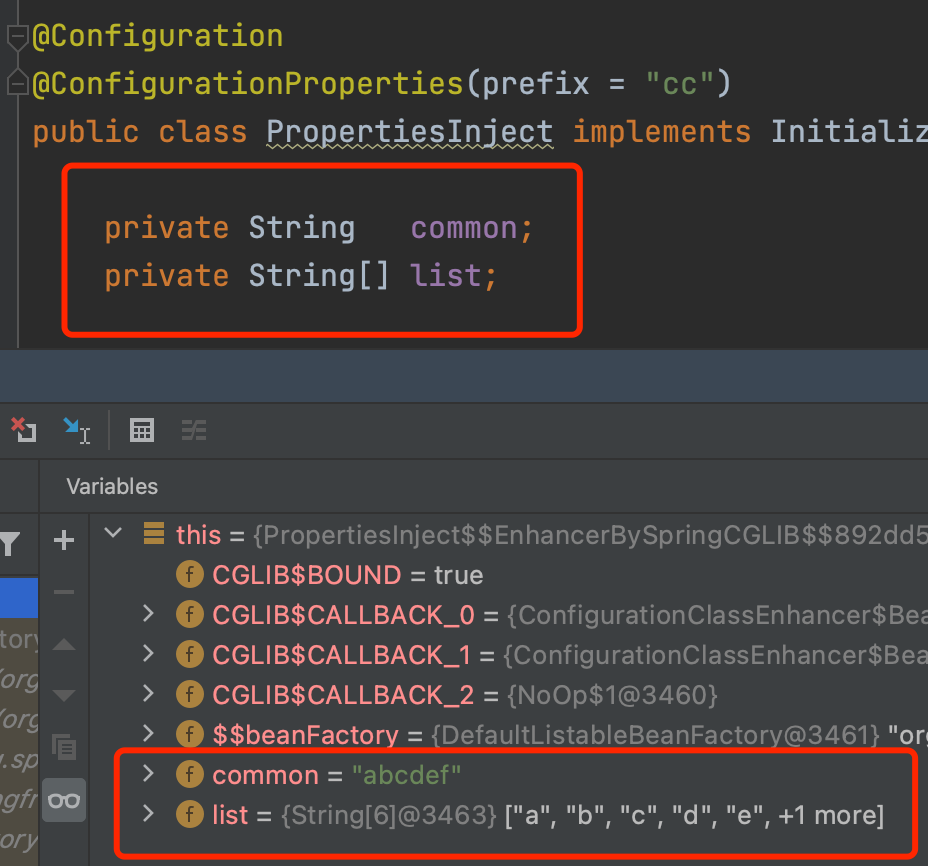 @Configuration
@ConfigurationProperties(prefix = "cc")
public class PropertiesInject implements Initializ
private String common;
private String[] list;
Variables
this = {PropertiesInject$$EnhancerBySpringCGLIB$$892dd5
f CGLIB$BOUND = true
f CGLIB$CALLBACK_0 = {ConfigurationClassEnhancer$Bea
tory
f CGLIB$CALLBACK_1 = {ConfigurationClassEnhancer$Bea
/org
f CGLIB$CALLBACK_2 = {NoOp$1@3460}
/org
f $$beanFactory = {DefaultListableBeanFactory@3461} "org
.sp
f common = "abcdef"
ngfr
f list = {String[6]@3463} ["a", "b", "c", "d", "e", +1 more]
tory